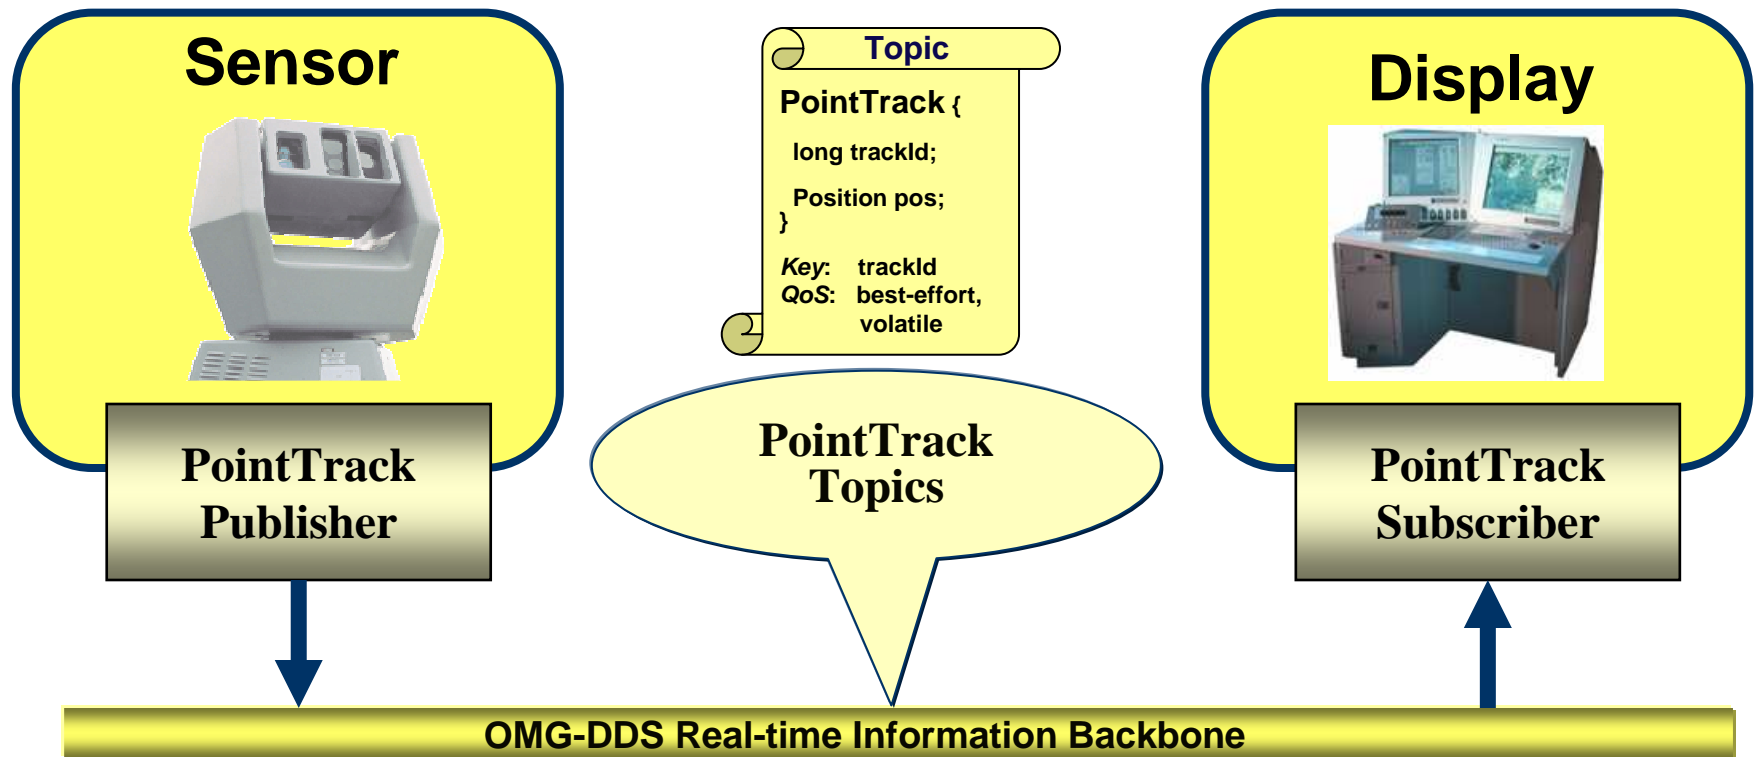 Sensor
PointTrack
Publisher
Topic
PointTrack {
long trackId;
Position pos;
}
Key: trackId
QoS: best-effort,
volatile
PointTrack
Topics
Display
PointTrack
Subscriber
OMG-DDS Real-time Information Backbone